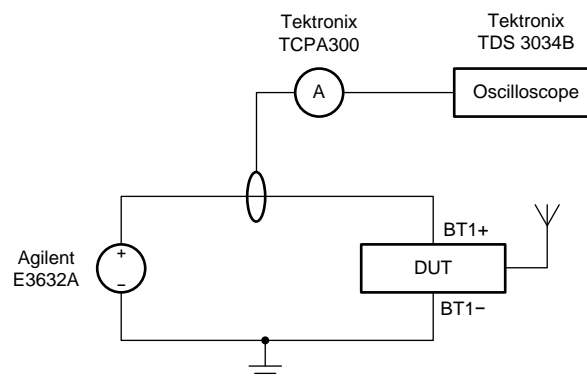 Tektronix
TCPA300
Tektronix
TDS 3034B
A
Oscilloscope
Agilent
E3632A
+
−
BT1+
DUT
BT1−